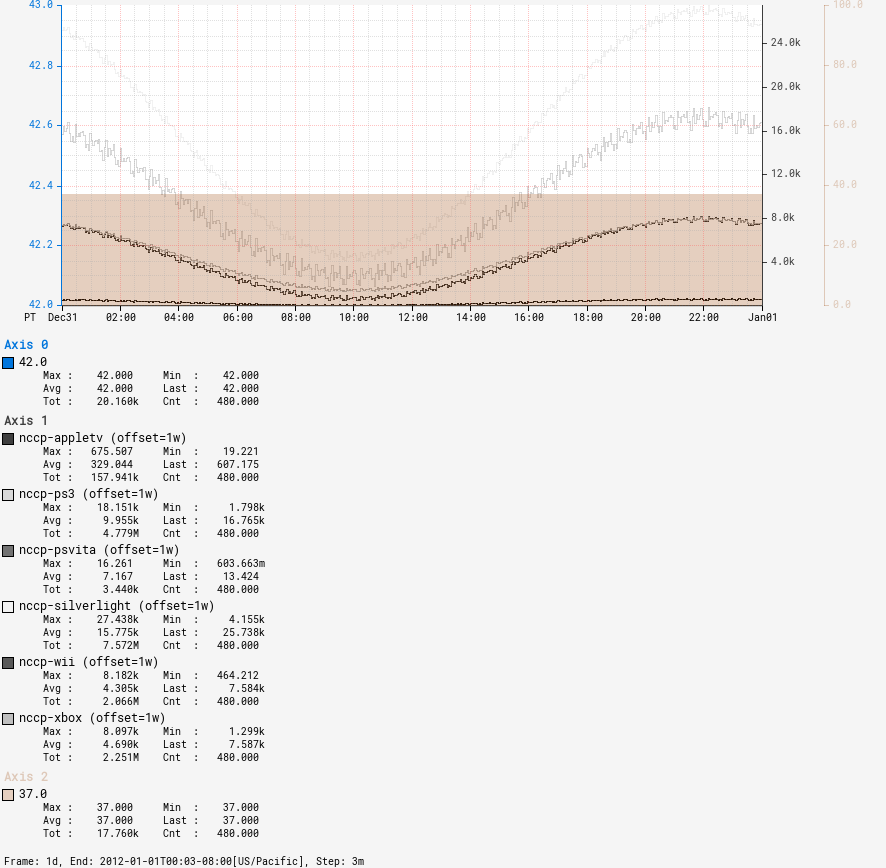 43.0
42.8
42.6
42.4
42.2
42.0
24.0k
20.0k
16.0k
12.0k
8.0k
4.0k
100.0
80.0
60.0
40.0
20.0
0.0
PT Dec31 02:00 04:00 06:00 08:00 10:00 12:00 14:00 16:00 18:00 20:00 22:00 Jan01
Axis 0
42.0
Max : 42.000 Min : 42.000
Avg : 42.000 Last : 42.000
Tot : 20.160k Cnt : 480.000
Axis 1
nccp-appletv (offset=1w)
Max : 675.507 Min : 19.221
Avg : 329.044 Last : 607.175
Tot : 157.941k Cnt : 480.000
nccp-ps3 (offset=1w)
Max : 18.151k Min : 1.798k
Avg : 9.955k Last : 16.765k
Tot : 4.779M Cnt : 480.000
nccp-psvita (offset=1w)
Max : 16.261 Min : 603.663m
Avg : 7.167 Last : 13.424
Tot : 3.440k Cnt : 480.000
nccp-silverlight (offset=1w)
Max : 27.438k Min : 4.155k
Avg : 15.775k Last : 25.738k
Tot : 7.572M Cnt : 480.000
nccp-wii (offset=1w)
Max : 8.182k Min : 464.212
Avg : 4.305k Last : 7.584k
Tot : 2.066M Cnt : 480.000
nccp-xbox (offset=1w)
Max : 8.097k Min : 1.299k
Avg : 4.690k Last : 7.587k
Tot : 2.251M Cnt : 480.000
Axis 2
37.0
Max : 37.000 Min : 37.000
Avg : 37.000 Last : 37.000
Tot : 17.760k Cnt : 480.000
Frame: 1d, End: 2012-01-01T00:03-08:00[US/Pacific], Step: 3m